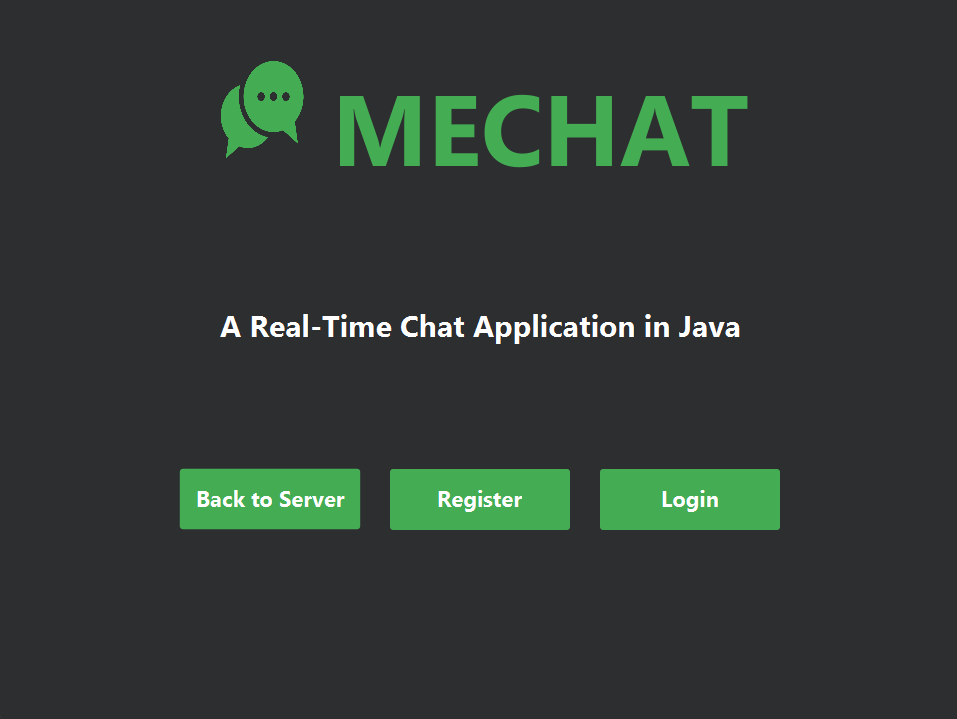 MECHAT
A Real-Time Chat Application in Java
Back to Server
Register
Login